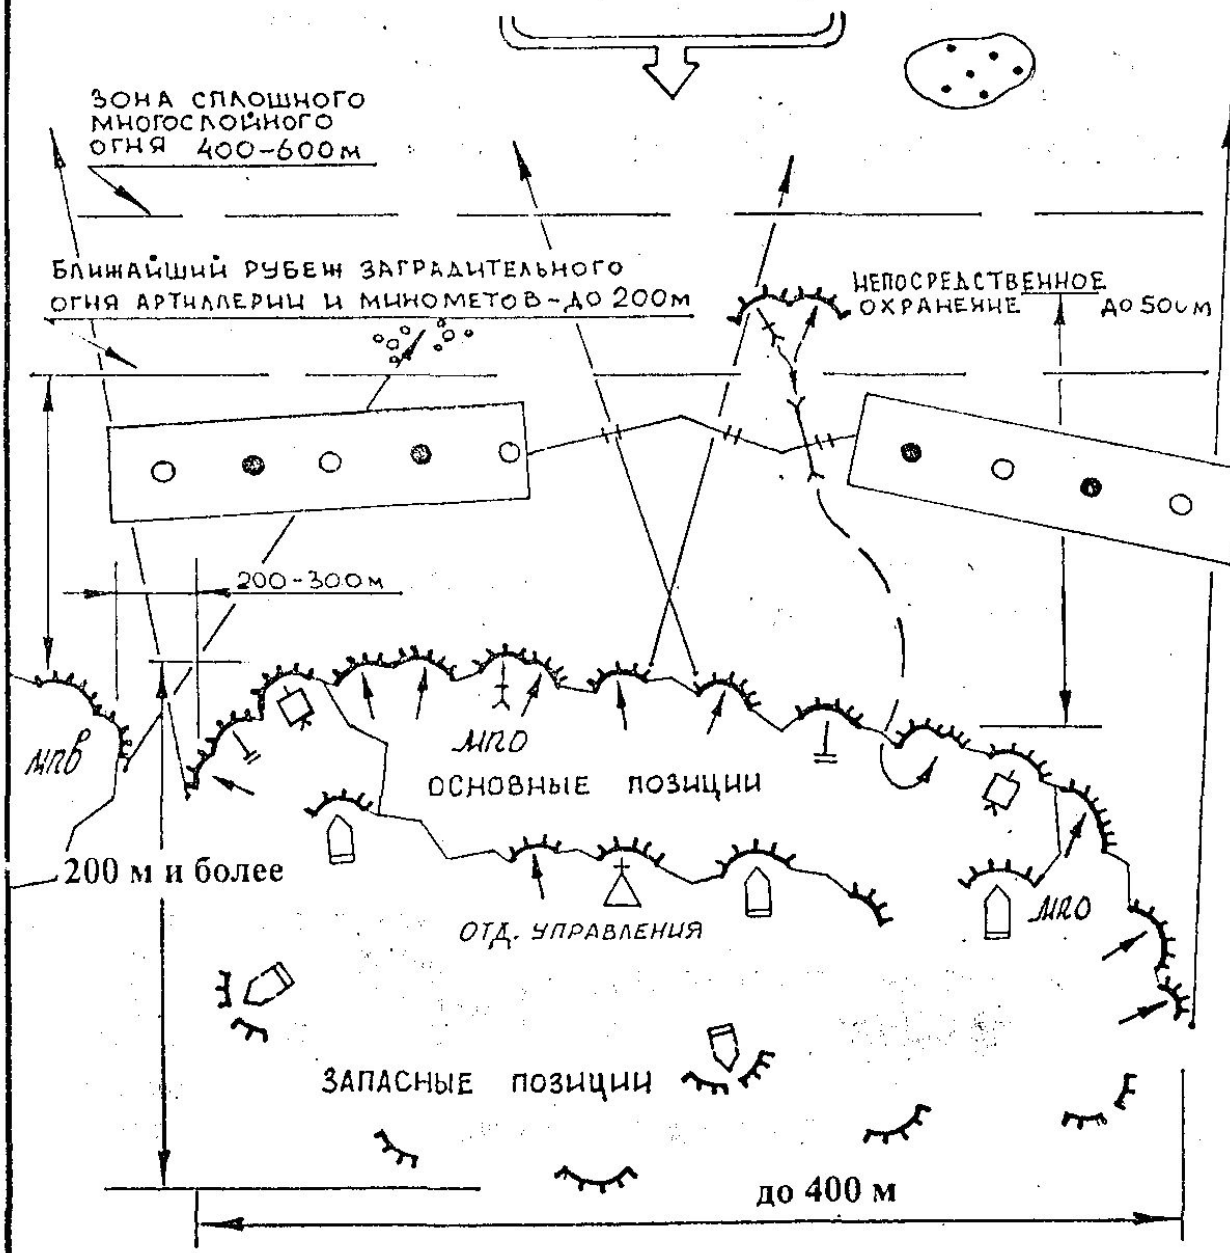 ЗОНА СПЛОШНОГО
МНОГОСЛОЙНОГО
ОГНЯ 400-600м
БЛИЖАЙШИЙ РУБЕЖ ЗАГРАДИТЕЛЬНОГО
ОГНЯ АРТИЛЛЕРИИ И МИНОМЕТОВ-ДО 200м
НЕПОСРЕДСТВЕННОЕ
ОХРАНЕНИЕ ДО 500м
200-300м
МПВ
МПО
ОСНОВНЫЕ ПОЗИЦИИ
200 м и более
МПО
ОТД. УПРАВЛЕНИЯ
ЗАПАСНЫЕ ПОЗИЦИИ
до 400 м